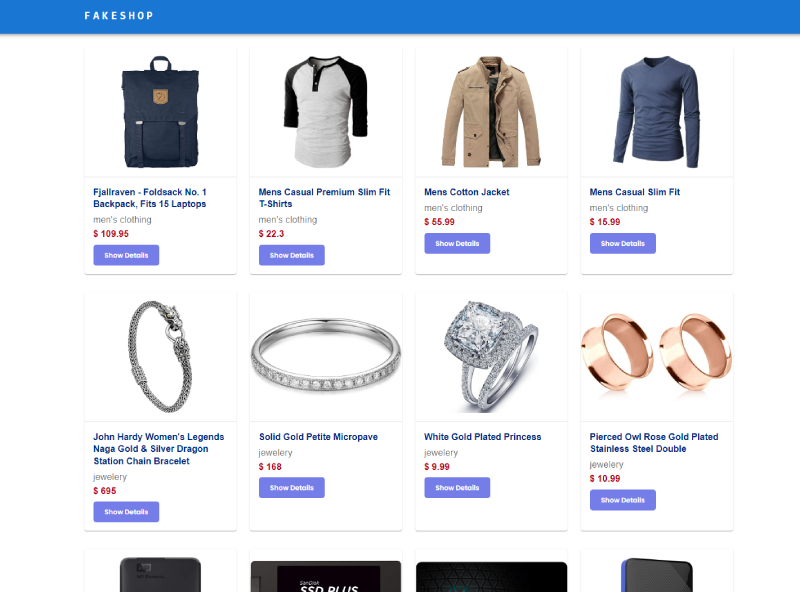 FAKESHOP
Fjallraven - Foldsack No. 1
Backpack, Fits 15 Laptops
men's clothing
$ 109.95
Show Details
Mens Casual Premium Slim Fit
T-Shirts
men's clothing
$ 22.3
Show Details
Mens Cotton Jacket
men's clothing
$ 55.99
Show Details
Mens Casual Slim Fit
men's clothing
$ 15.99
Show Details
John Hardy Women's Legends
Naga Gold & Silver Dragon
Station Chain Bracelet
jewelery
$ 695
Show Details
Solid Gold Petite Micropave
jewelery
$ 168
Show Details
White Gold Plated Princess
jewelery
$ 9.99
Show Details
Pierced Owl Rose Gold Plated
Stainless Steel Double
jewelery
$ 10.99
Show Details
SanDisk
SSD PLUS